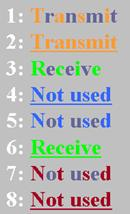 1: Transmit
2: Transmit
3: Receive
4: Not used
5: Not used
6: Receive
7: Not used
8: Not used